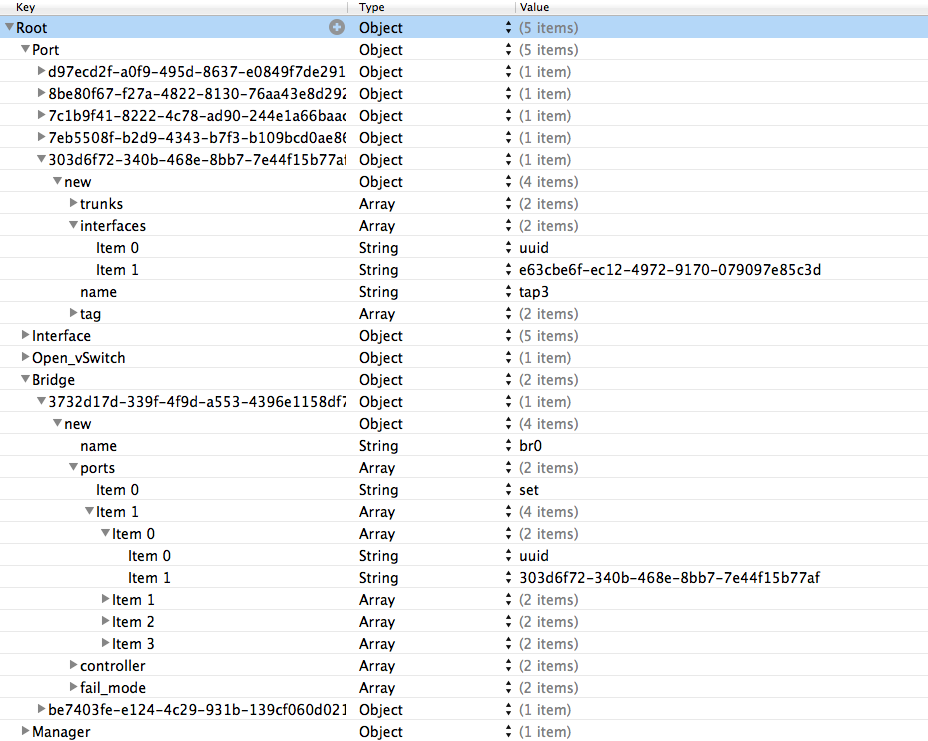 Key Type Value
Root Object (5 items)
Port Object (5 items)
d97ecd2f-a0f9-495d-8637-e0849f7de291 Object (1 item)
8be80f67-f27a-4822-8130-76aa43e8d292 Object (1 item)
7c1b9f41-8222-4c78-ad90-244e1a66baac Object (1 item)
7eb5508f-b2d9-4343-b7f3-b109bcd0ae86 Object (1 item)
303d6f72-340b-468e-8bb7-7e44f15b77af Object (1 item)
new Object (4 items)
trunks Array (2 items)
interfaces Array (2 items)
Item 0 String uuid
Item 1 String e63cbe6f-ec12-4972-9170-079097e85c3d
name String tap3
tag Array (2 items)
Interface Object (5 items)
Open_vSwitch Object (1 item)
Bridge Object (2 items)
3732d17d-339f-4f9d-a553-4396e1158df7 Object (1 item)
new Object (4 items)
name String br0
ports Array (2 items)
Item 0 String set
Item 1 Array (4 items)
Item 0 Array (2 items)
Item 0 String uuid
Item 1 String 303d6f72-340b-468e-8bb7-7e44f15b77af
Item 1 Array (2 items)
Item 2 Array (2 items)
Item 3 Array (2 items)
controller Array (2 items)
fail_mode Array (2 items)
be7403fe-e124-4c29-931b-139cf060d021 Object (1 item)
Manager Object (1 item)